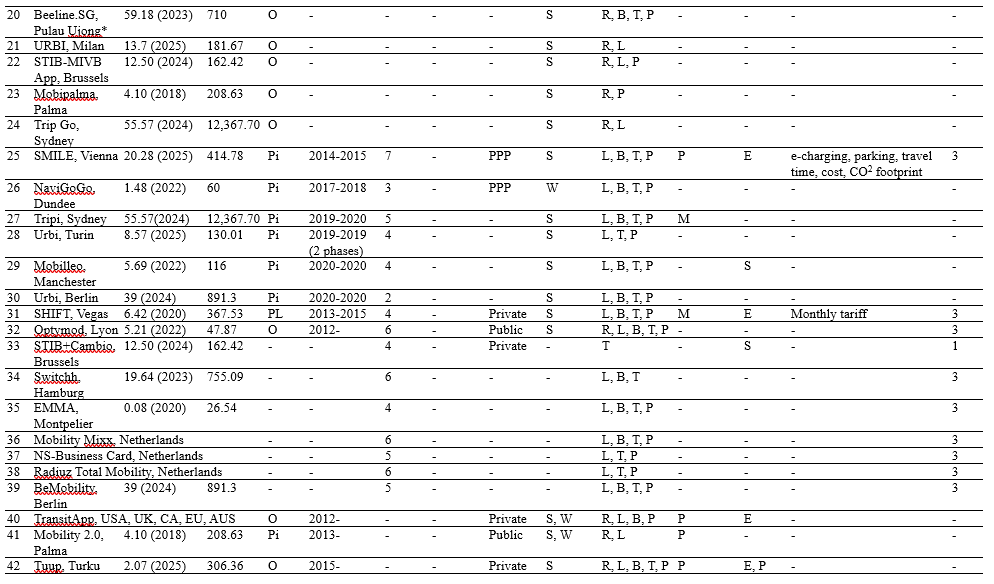 20 Beeline.SG, 59.18 (2023) 710 O - - - - S R, B, T, P - - - -
Pulau Ujong*
21 URBI, Milan 13.7 (2025) 181.67 O - - - - S R, L - - - -
22 STIB-MIVB 12.50 (2024) 162.42 O - - - - S R, L, P - - - -
App, Brussels
23 Mobipalma, 4.10 (2018) 208.63 O - - - - S R, P - - - -
Palma
24 Trip Go, 55.57 (2024) 12,367.70 O - - - - S R, L - - - -
Sydney
25 SMILE, Vienna 20.28 (2025) 414.78 Pi 2014-2015 7 - PPP S L, B, T, P P E e-charging, parking, travel 3
time, cost, CO2 footprint
26 NaviGoGo, 1.48 (2022) 60 Pi 2017-2018 3 - PPP W L, B, T, P - - - -
Dundee
27 Tripi, Sydney 55.57(2024) 12,367.70 Pi 2019-2020 5 - - S L, B, T, P M - - -
28 Urbi, Turin 8.57 (2025) 130.01 Pi 2019-2019 4 - - S L, T, P - - - -
(2 phases)
29 Mobilleo, 5.69 (2022) 116 Pi 2020-2020 4 - - S L, B, T, P - S - -
Manchester
30 Urbi, Berlin 39 (2024) 891.3 Pi 2020-2020 2 - - S L, B, T, P - - - -
31 SHIFT, Vegas 6.42 (2020) 367.53 PL 2013-2015 4 - Private S L, B, T, P M E Monthly tariff 3
32 Optymod, Lyon 5.21 (2022) 47.87 O 2012- 6 - Public S R, L, B, T, P - - - 3
33 STIB+Cambio, 12.50 (2024) 162.42 - - 4 - Private - T - S - 1
Brussels
34 Switchh, 19.64 (2023) 755.09 - - 6 - - - L, B, T - - - 3
Hamburg
35 EMMA, 0.08 (2020) 26.54 - - 4 - - - L, B, T, P - - - 3
Montpelier
36 Mobility Mixx, Netherlands - - - 6 - - - L, B, T, P - - - 3
37 NS-Business Card, Netherlands - - - 5 - - - L, T, P - - - 3
38 Radiuz Total Mobility, Netherlands - - - 6 - - - L, T, P - - - 3
39 BeMobility, 39 (2024) 891.3 - - 5 - - - L, B, T, P - - - 3
Berlin
40 TransitApp, USA, UK, CA, EU, AUS O 2012- - - Private S, W R, L, B, P P E - -
41 Mobility 2.0, 4.10 (2018) 208.63 Pi 2013- - - Public S, W R, L P - - -
Palma
42 Tuup, Turku 2.07 (2025) 306.36 O 2015- - - Private S R, L, B, T, P P E, P - -